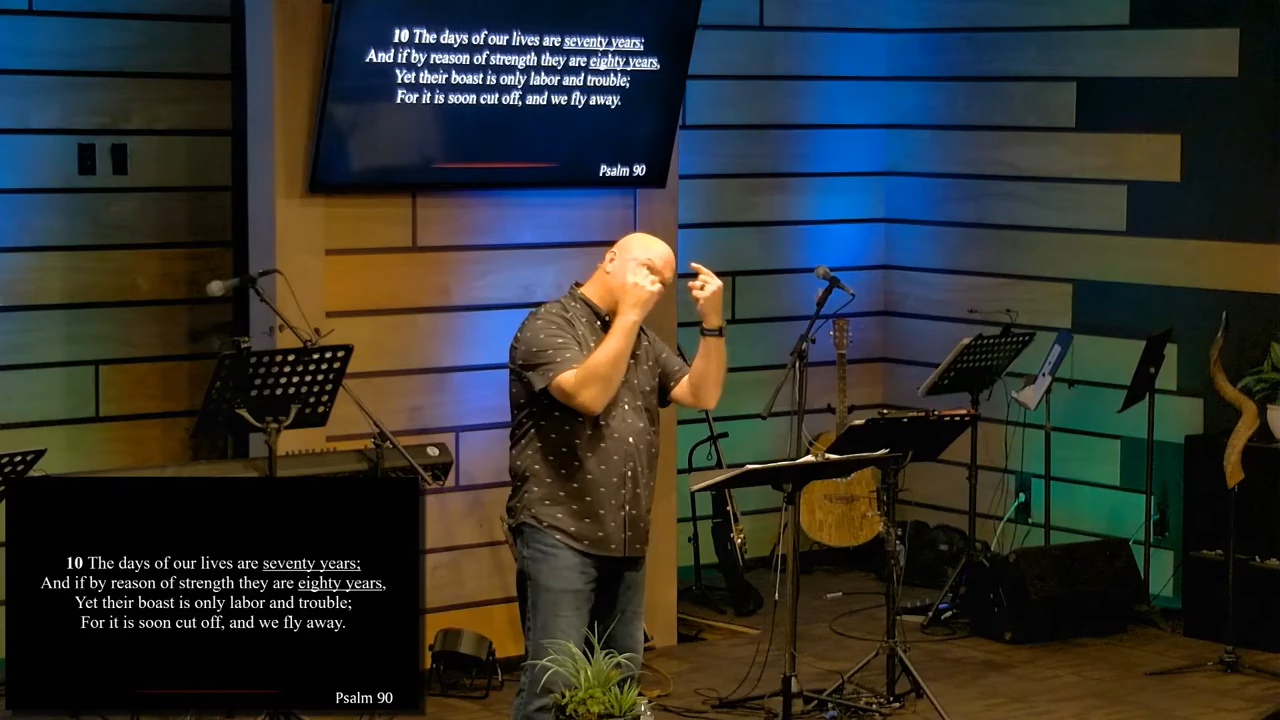 10 The days of our lives are seventy years;
And if by reason of strength they are eighty years,
Yet their boast is only labor and trouble;
For it is soon cut off, and we fly away.
Psalm 90
10 The days of our lives are seventy years;
And if by reason of strength they are eighty years,
Yet their boast is only labor and trouble;
For it is soon cut off, and we fly away.
Psalm 90